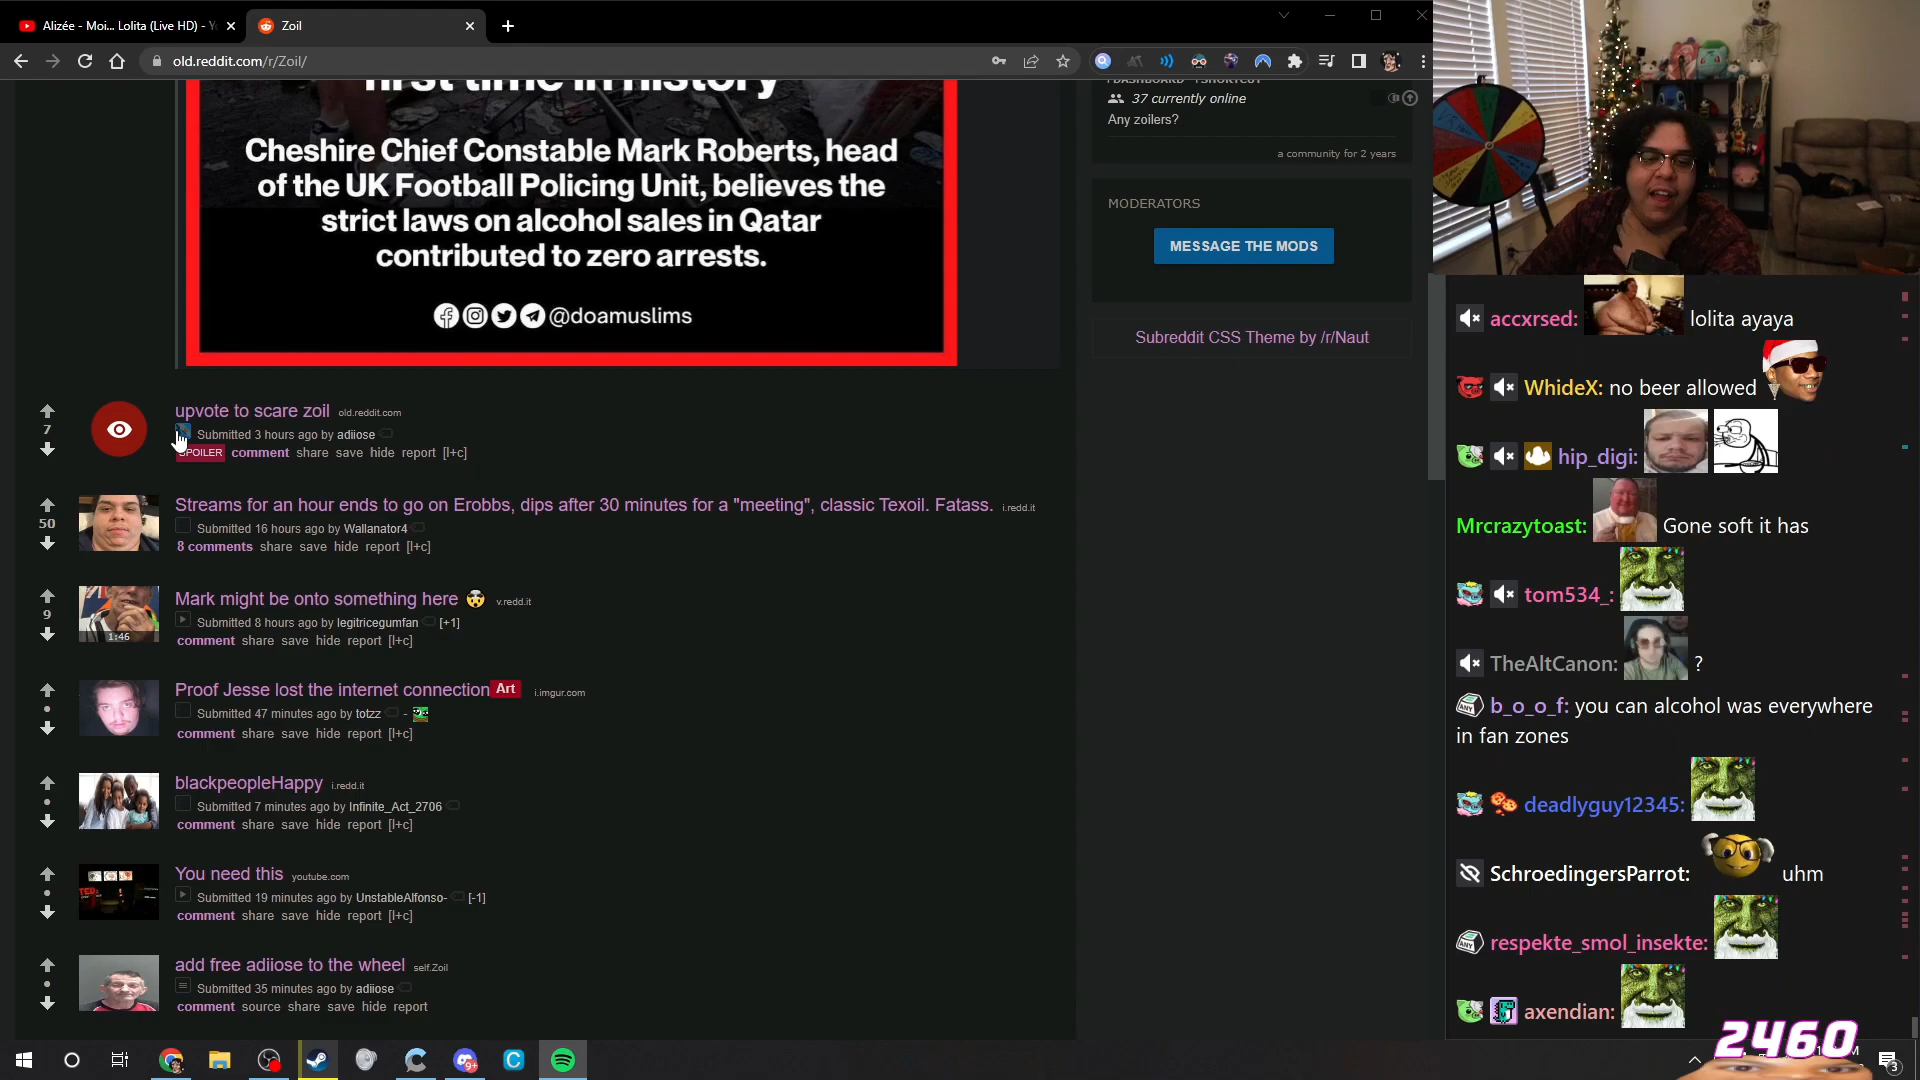 Alizée - Moi... Lolita (Live HD) - Y
Zoil
old.reddit.com/r/Zoil/
first time in history
Cheshire Chief Constable Mark Roberts, head
of the UK Football Policing Unit, believes the
strict laws on alcohol sales in Qatar
contributed to zero arrests.
@doamuslims
37 currently online
Any zoilers?
a community for 2 years
MODERATORS
MESSAGE THE MODS
Subreddit CSS Theme by /r/Naut
7
upvote to scare zoil old.reddit.com
Submitted 3 hours ago by adiiose
SPOILER comment share save hide report [l+c]
50
Streams for an hour ends to go on Erobbs, dips after 30 minutes for a "meeting", classic Texoil. Fatass. i.redd.it
Submitted 16 hours ago by Wallanator4
8 comments share save hide report [l+c]
9
1:46
Mark might be onto something here v.redd.it
Submitted 8 hours ago by legitricegumfan [+1]
comment share save hide report [l+c]
Proof Jesse lost the internet connection Art i.imgur.com
Submitted 47 minutes ago by totzz -
comment share save hide report [l+c]
blackpeopleHappy i.redd.it
Submitted 7 minutes ago by Infinite_Act_2706
comment share save hide report [l+c]
You need this youtube.com
Submitted 19 minutes ago by UnstableAlfonso- [-1]
comment share save hide report [l+c]
add free adiiose to the wheel self.Zoil
Submitted 35 minutes ago by adiiose
comment source share save hide report
accxrsed: lolita ayaya
WhideX: no beer allowed
hip_digi:
Mrcrazytoast: Gone soft it has
tom534_:
TheAltCanon: ?
b_o_o_f: you can alcohol was everywhere
in fan zones
deadlyguy12345:
SchroedingersParrot: uhm
respekte_smol_insekte:
axendian:
2460
9+
3